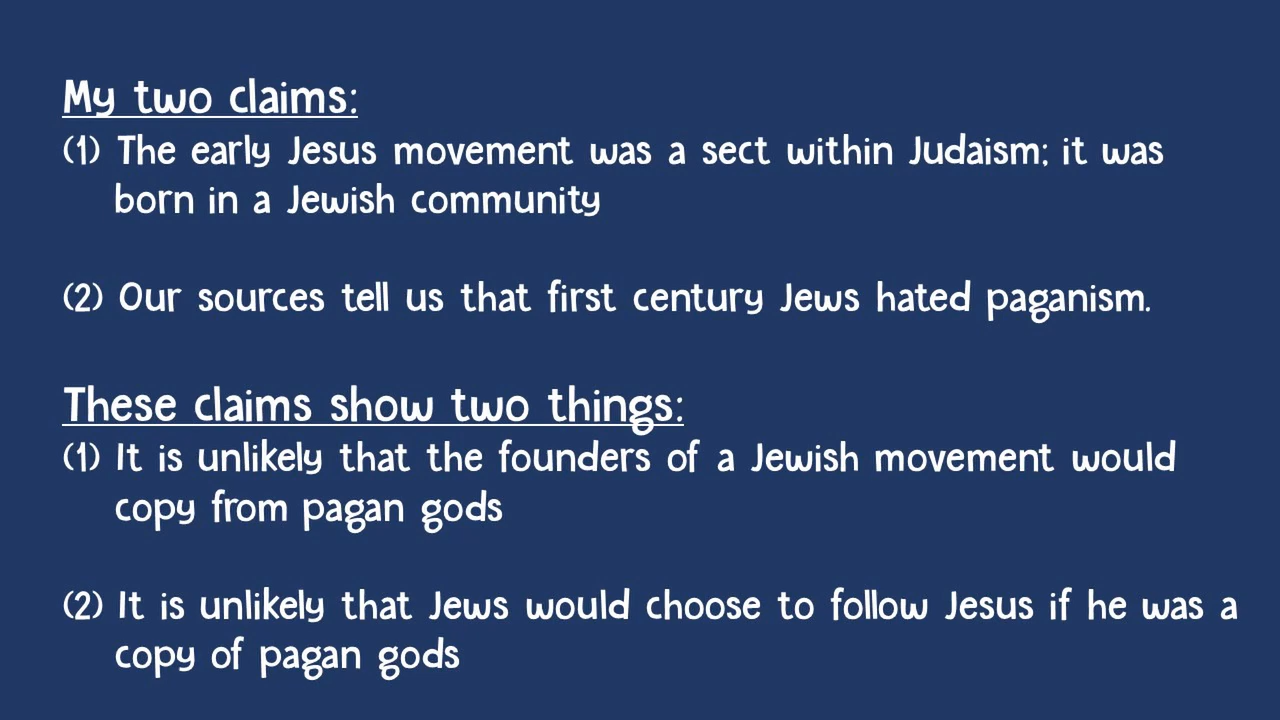 My two claims:
(1) The early Jesus movement was a sect within Judaism; it was
born in a Jewish community
(2) Our sources tell us that first century Jews hated paganism.
These claims show two things:
(1) It is unlikely that the founders of a Jewish movement would
copy from pagan gods
(2) It is unlikely that Jews would choose to follow Jesus if he was a
copy of pagan gods